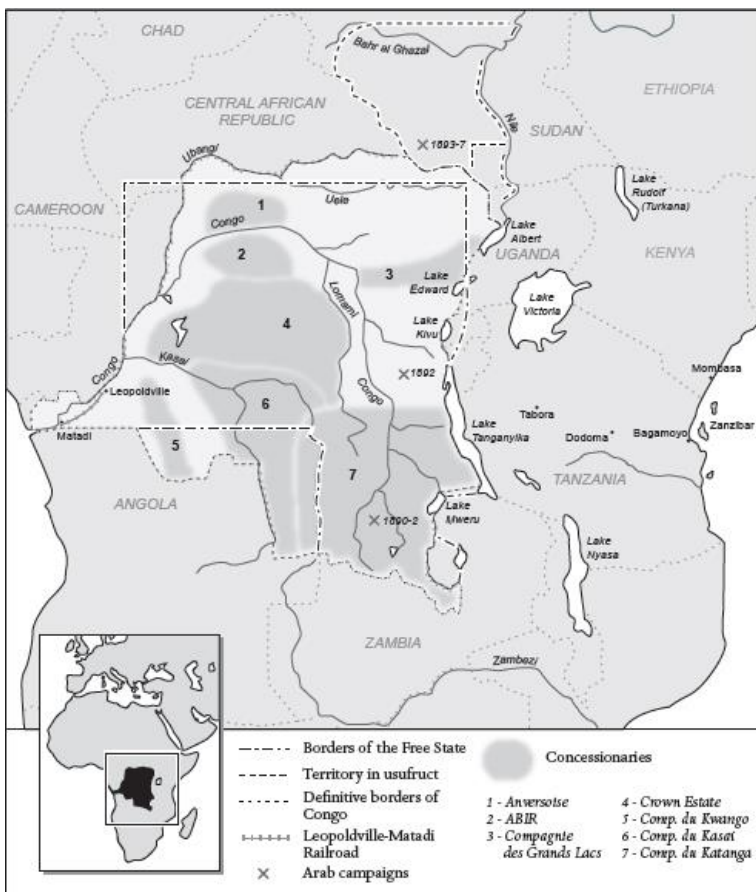 CHAD
Bahr al Ghazal
ETHIOPIA
CENTRAL AFRICAN
REPUBLIC
Nile
SUDAN
1893-7
Ubangi
Lake
Rudolf
(Turkana)
CAMEROON
1
Uele
Congo
Lake
Albert
UGANDA
KENYA
2
3
Lake
Edward
Lomami
Lake
Victoria
4
Lake
Kivu
Kasai
Congo
1892
Mombasa
Leopoldville
6
Congo
Tabora
Zanzibar
Matadi
5
Lake
Tanganyika
Dodoma
Bagamoyo
7
TANZANIA
ANGOLA
1890-2
Lake
Mweru
Lake
Nyasa
ZAMBIA
Zambezi
Borders of the Free State
Territory in usufruct
Definitive borders of
Congo
Leopoldville-Matadi
Railroad
Arab campaigns
Concessionaries
1 - Anversoise
2 - ABIR
3 - Compagnie
des Grands Lacs
4 - Crown Estate
5 - Comp. du Kwango
6 - Comp. du Kasai
7 - Comp. du Katanga